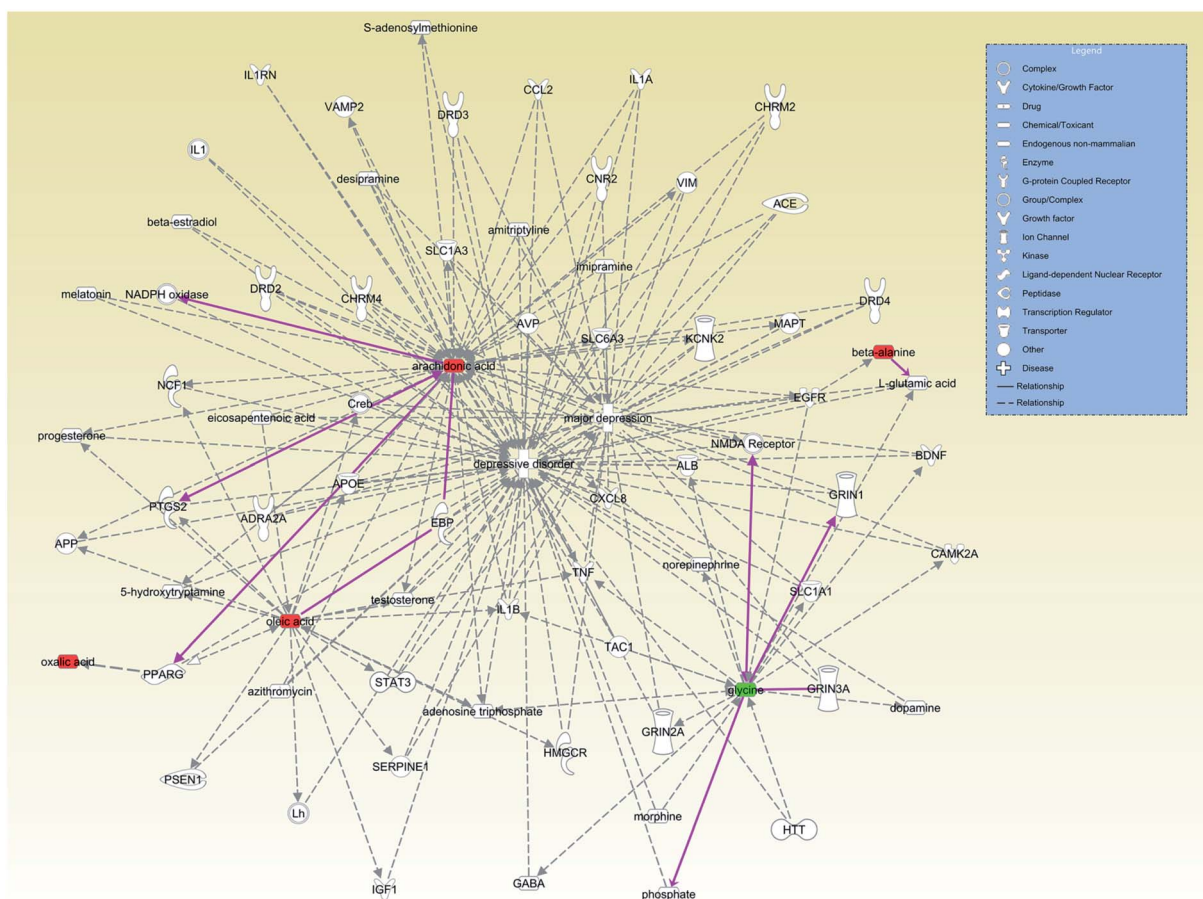 S-adenosylmethionine
IL1RN
VAMP2
DRD3
CCL2
IL1A
CHRM2
IL1
desipramine
CNR2
VIM
ACE
beta-estradiol
SLC1A3
amitriptyline
imipramine
melatonin
NADPH oxidase
DRD2
CHRM4
AVP
SLC6A3
KCNK2
MAPT
DRD4
arachidonic acid
beta-alanine
L-glutamic acid
NCF1
Creb
EGFR
eicosapentenoic acid
major depression
progesterone
NMDA Receptor
BDNF
depressive disorder
ALB
APOE
CXCL8
GRIN1
PTGS2
ADRA2A
EBP
APP
CAMK2A
TNF
norepinephrine
5-hydroxytryptamine
testosterone
SLC1A1
IL1B
oleic acid
TAC1
oxalic acid
PPARG
azithromycin
STAT3
glycine
GRIN3A
adenosine triphosphate
dopamine
GRIN2A
HMGCR
SERPINE1
PSEN1
Lh
morphine
HTT
IGF1
GABA
phosphate
Legend
Complex
Cytokine/Growth Factor
Drug
Chemical/Toxicant
Endogenous non-mammalian
Enzyme
G-protein Coupled Receptor
Group/Complex
Growth factor
Ion Channel
Kinase
Ligand-dependent Nuclear Receptor
Peptidase
Transcription Regulator
Transporter
Other
Disease
Relationship
Relationship